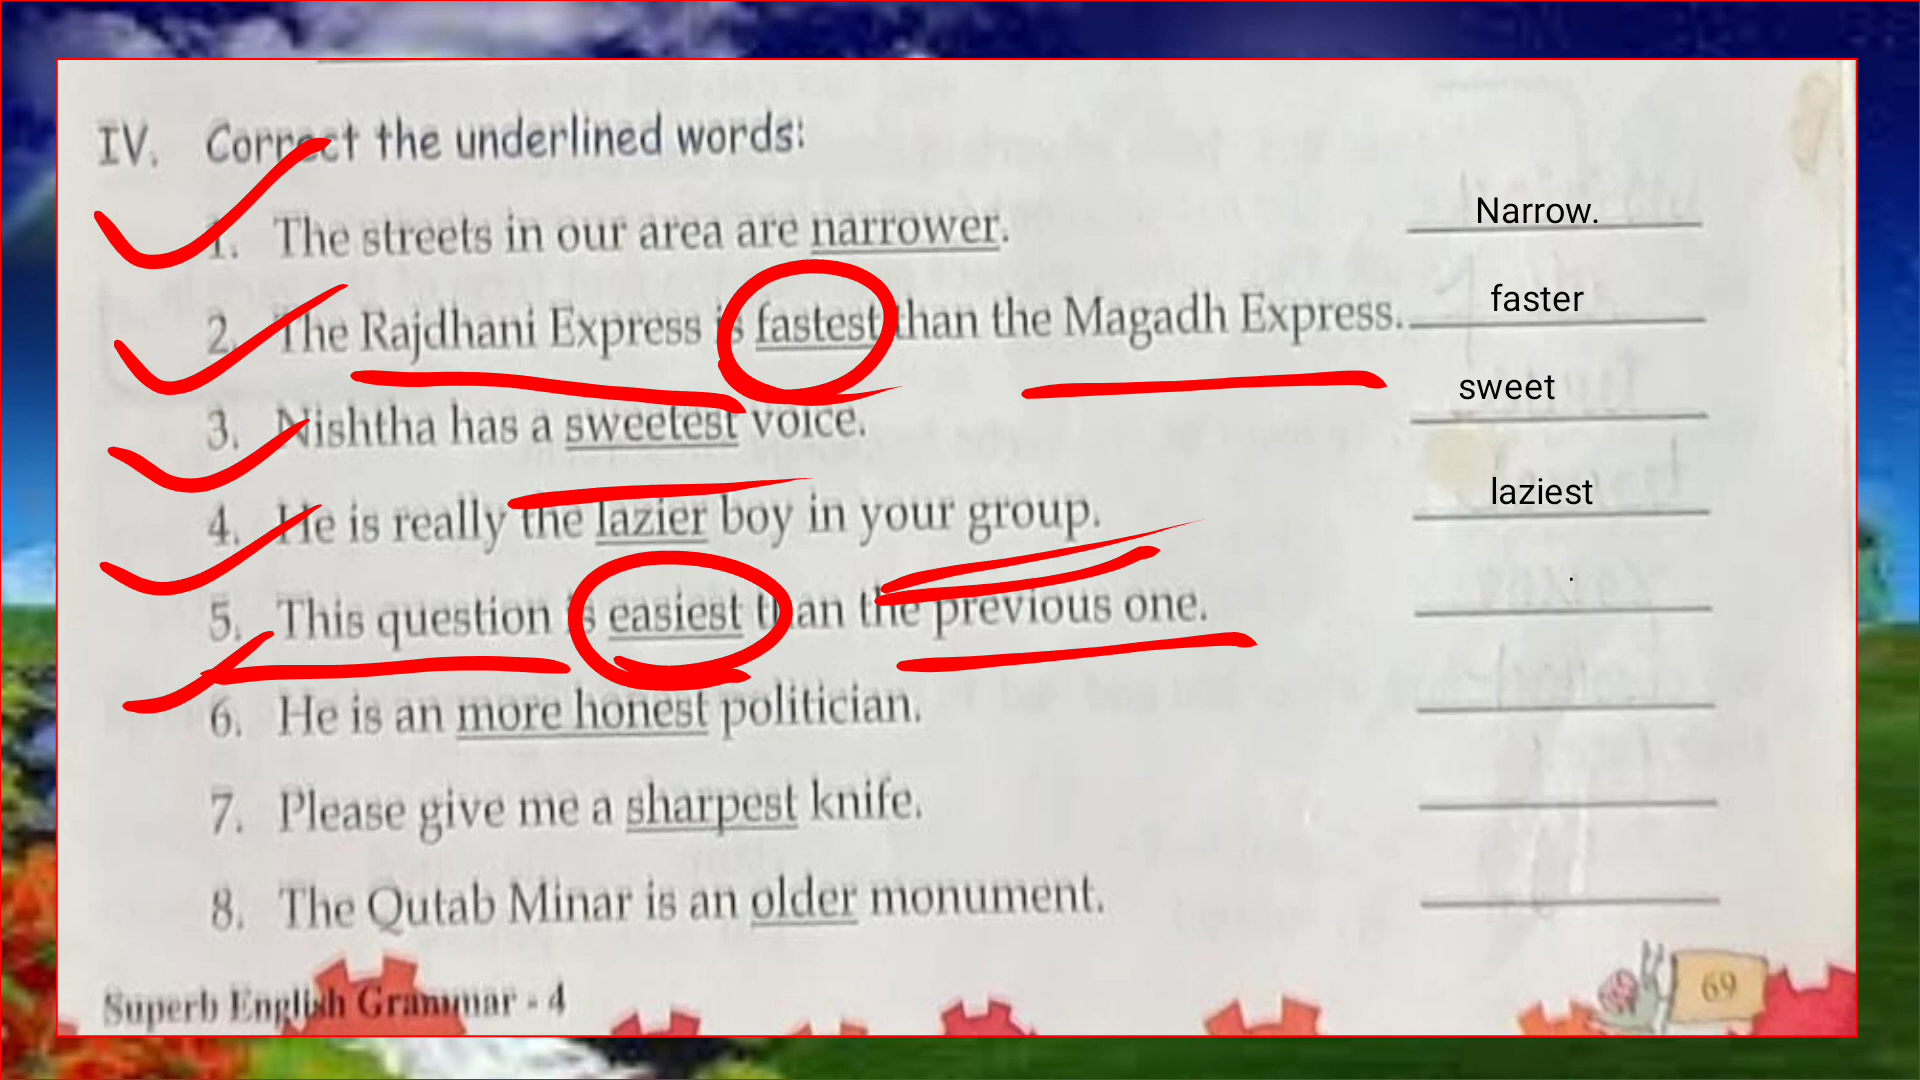 IV. Correct the underlined words:
1. The streets in our area are narrower. Narrow.
2. The Rajdhani Express is fastest than the Magadh Express. faster
3. Nishtha has a sweetest voice. sweet
4. He is really the lazier boy in your group. laziest
5. This question is easiest than the previous one. .
6. He is an more honest politician.
7. Please give me a sharpest knife.
8. The Qutab Minar is an older monument.
Superb English Grammar - 4
69